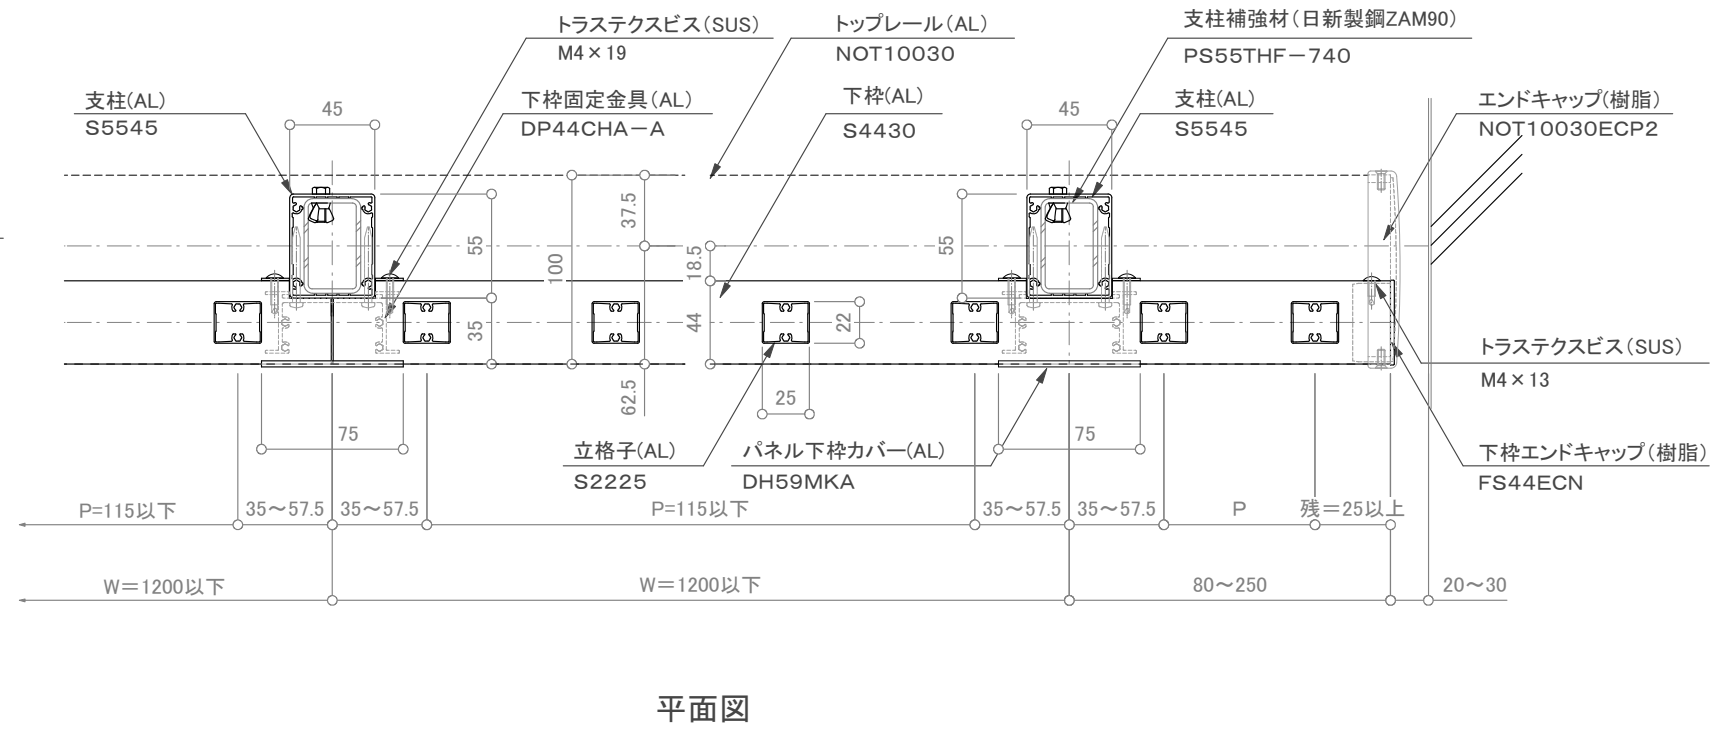 トラステクスビス(SUS)
M4×19
トップレール(AL)
NOT10030
支柱補強材(日新製鋼ZAM90)
PS55THF－740
支柱(AL)
S5545
45
下枠固定金具(AL)
DP44CHA－A
下枠(AL)
S4430
45
支柱(AL)
S5545
エンドキャップ(樹脂)
NOT10030ECP2
37.5
55
100
18.5
55
35
44
22
62.5
25
75
75
トラステクスビス(SUS)
M4×13
立格子(AL)
S2225
パネル下枠カバー(AL)
DH59MKA
下枠エンドキャップ(樹脂)
FS44ECN
P=115以下
35～57.5
35～57.5
P=115以下
35～57.5
35～57.5
P
残＝25以上
W＝1200以下
W＝1200以下
80～250
20～30
平面図